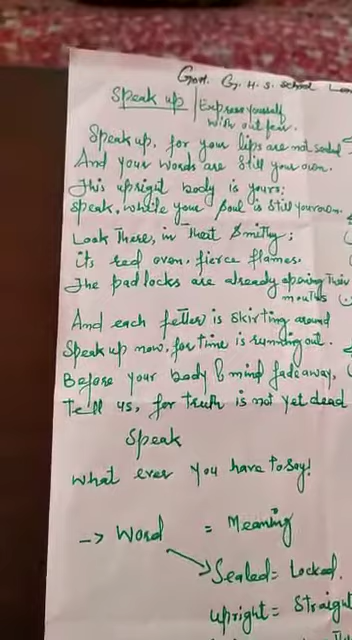 Govt. G. H. S. School
Speak up | Express yourself
with out fear.
Speak up, for your lips are not sealed
And your words are still your own.
This upright body is yours;
Speak, while your soul is still your own.
Look There, in That Smithy;
its red oven, fierce flames.
The pad locks are already opening Their
mouths
And each fetter is skirting around
Speak up now, for time is running out.
Before your body & mind fade away,
Tell us, for truth is not yet dead
Speak
what ever you have to say!
-> Word = Meaning
Sealed = Locked.
upright = Straight